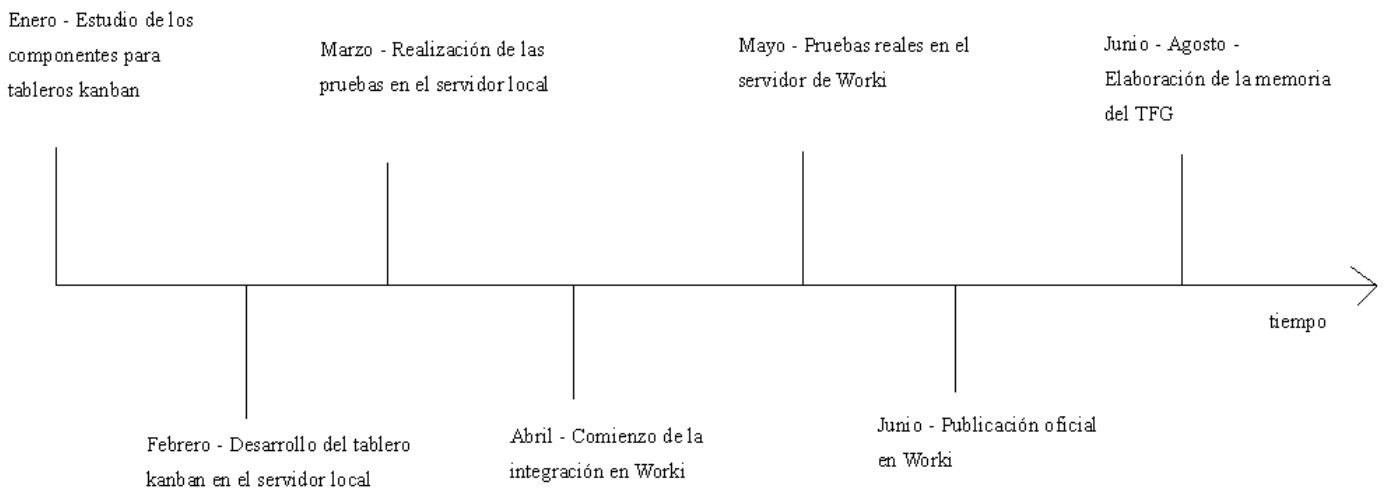 Enero - Estudio de los
componentes para
tableros kanban
Marzo - Realización de las
pruebas en el servidor local
Mayo - Pruebas reales en el
servidor de Worki
Junio - Agosto -
Elaboración de la memoria
del TFG
tiempo
Febrero - Desarrollo del tablero
kanban en el servidor local
Abril - Comienzo de la
integración en Worki
Junio - Publicación oficial
en Worki